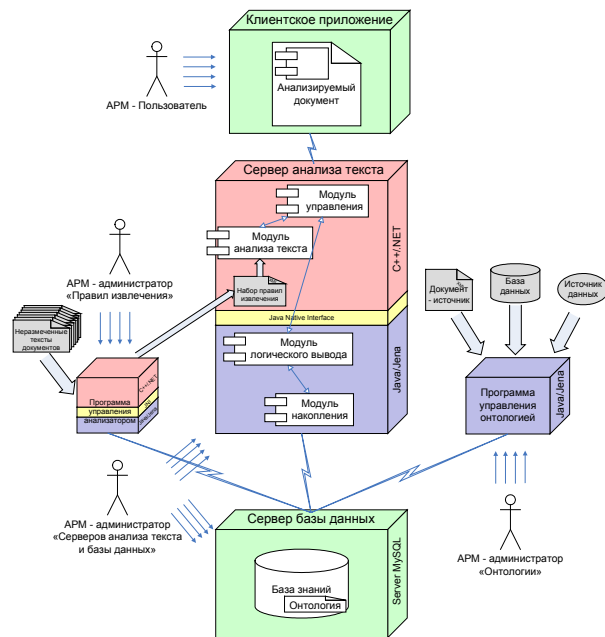 Клиентское приложение
Анализируемый
документ
АРМ - Пользователь
Сервер анализа текста
Модуль
управления
Модуль
анализа текста
C++/.NET
Набор правил
извлечения
Java Native Interface
Модуль
логического вывода
Модуль
накопления
Java/Jena
АРМ - администратор
«Правил извлечения»
Неразмеченные
тексты
документов
C++/.NET
Программа
управления
анализатором
Java/Jena
Документ
- источник
База
данных
Источник
данных
Программа
управления
онтологией
Java/Jena
АРМ - администратор
«Серверов анализа текста
и базы данных»
АРМ - администратор
«Онтологии»
Сервер базы данных
База знаний
Онтология
Server MySQL